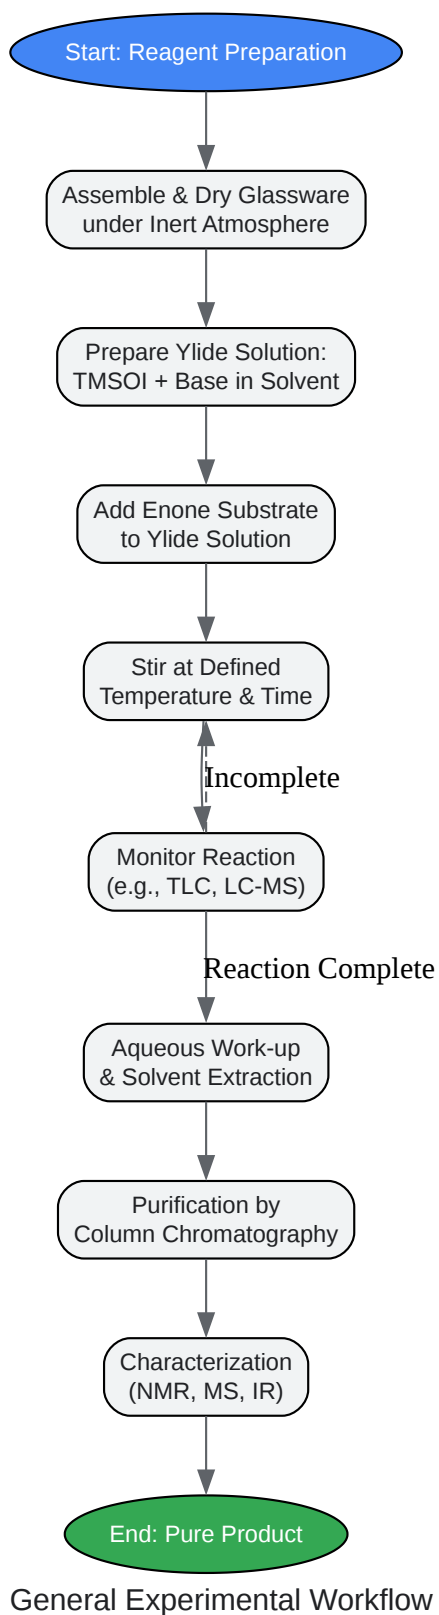 Start: Reagent Preparation
Assemble & Dry Glassware
under Inert Atmosphere
Prepare Ylide Solution:
TMSOI + Base in Solvent
Add Enone Substrate
to Ylide Solution
Stir at Defined
Temperature & Time
Incomplete
Monitor Reaction
(e.g., TLC, LC-MS)
Reaction Complete
Aqueous Work-up
& Solvent Extraction
Purification by
Column Chromatography
Characterization
(NMR, MS, IR)
End: Pure Product
General Experimental Workflow